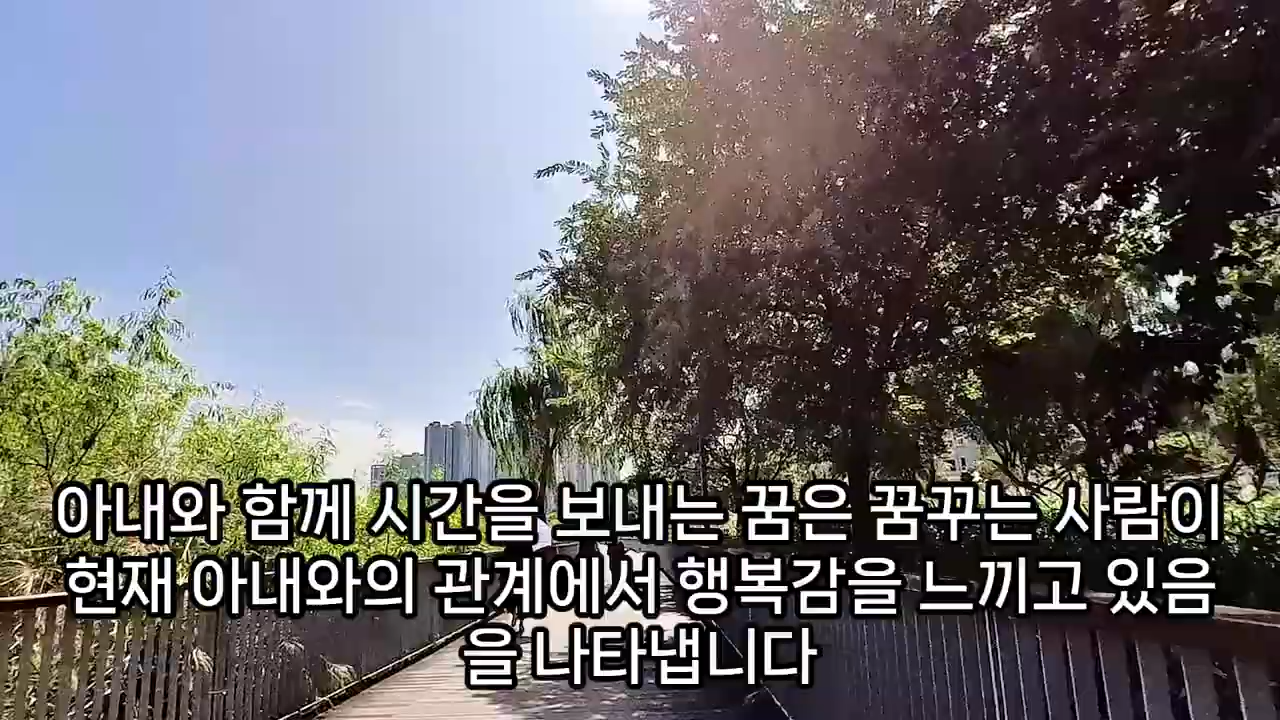 아내와 함께 시간을 보내는 꿈은 꿈꾸는 사람이
현재 아내와의 관계에서 행복감을 느끼고 있음
을 나타냅니다